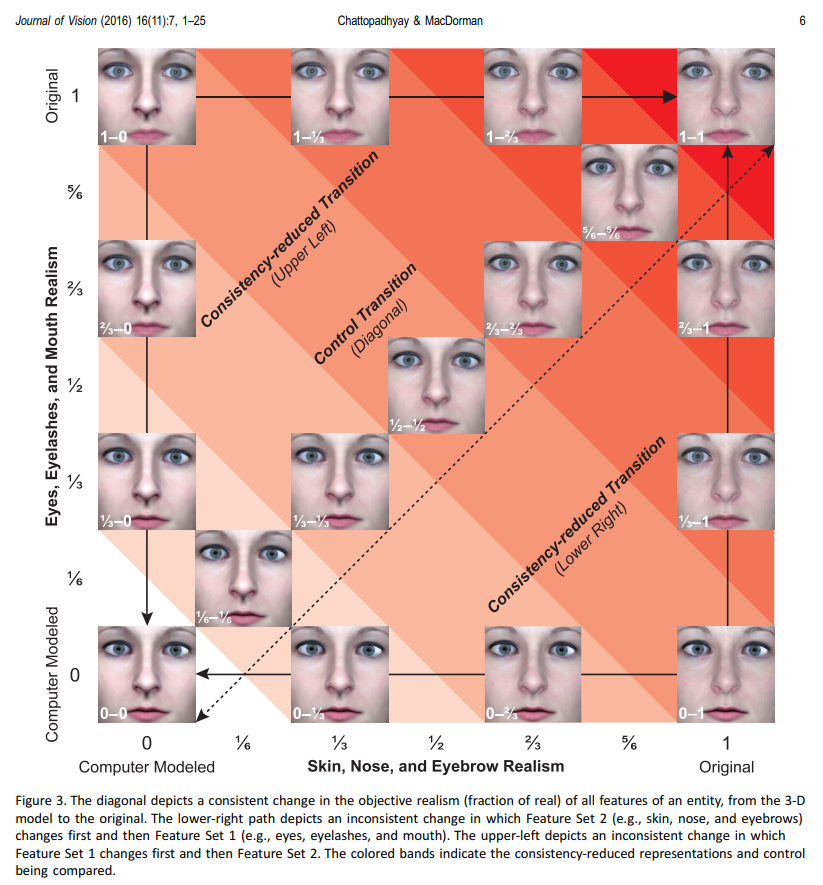 Journal of Vision (2016) 16(11):7, 1–25 Chattopadhyay & MacDorman 6
Original
1
1–0
1–⅓
1–⅔
1–1
⅚
⅚–⅚
Consistency-reduced Transition
(Upper Left)
Eyes, Eyelashes, and Mouth Realism
⅔
⅔–0
Control Transition
(Diagonal)
⅔–⅔
⅔–1
½
½–½
⅓
⅓–0
⅓–⅓
Consistency-reduced Transition
(Lower Right)
⅓–1
⅙
⅙–⅙
Computer Modeled
0
0–0
0–⅓
0–⅔
0–1
0 ⅙ ⅓ ½ ⅔ ⅚ 1
Computer Modeled Skin, Nose, and Eyebrow Realism Original
Figure 3. The diagonal depicts a consistent change in the objective realism (fraction of real) of all features of an entity, from the 3-D
model to the original. The lower-right path depicts an inconsistent change in which Feature Set 2 (e.g., skin, nose, and eyebrows)
changes first and then Feature Set 1 (e.g., eyes, eyelashes, and mouth). The upper-left depicts an inconsistent change in which
Feature Set 1 changes first and then Feature Set 2. The colored bands indicate the consistency-reduced representations and control
being compared.